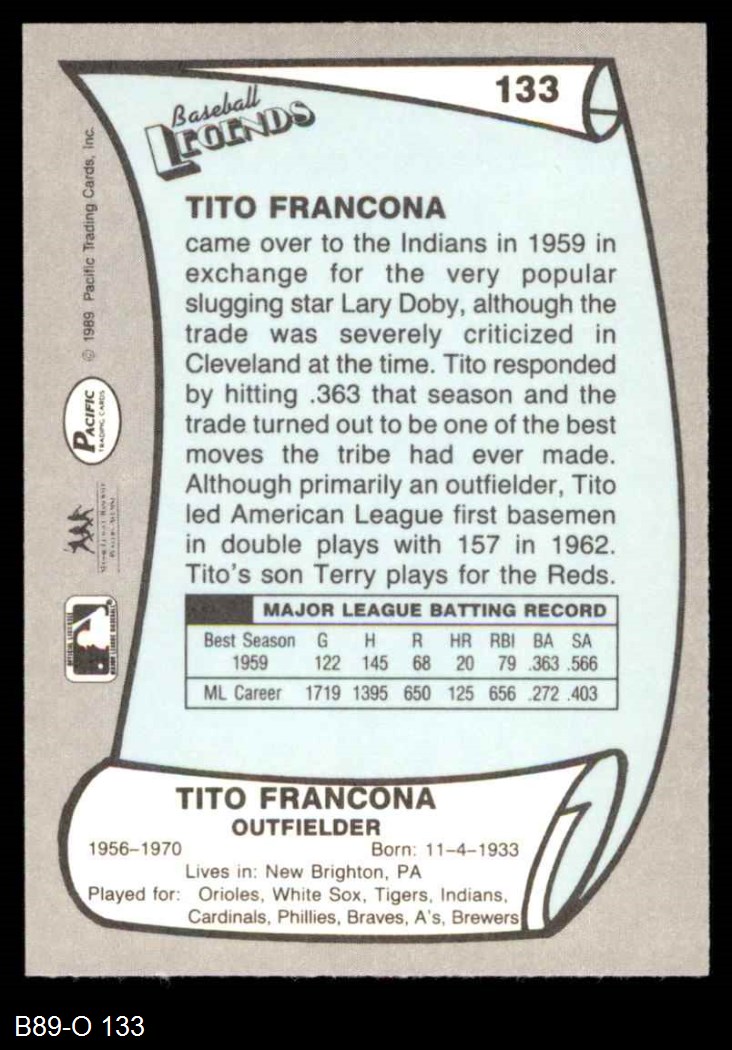 133
Baseball
LEGENDS
© 1989 Pacific Trading Cards, Inc.
PACIFIC
TRADING CARDS
TITO FRANCONA
came over to the Indians in 1959 in
exchange for the very popular
slugging star Lary Doby, although the
trade was severely criticized in
Cleveland at the time. Tito responded
by hitting .363 that season and the
trade turned out to be one of the best
moves the tribe had ever made.
Although primarily an outfielder, Tito
led American League first basemen
in double plays with 157 in 1962.
Tito's son Terry plays for the Reds.
MAJOR LEAGUE BATTING RECORD
Best Season G H R HR RBI BA SA
1959 122 145 68 20 79 .363 .566
ML Career 1719 1395 650 125 656 .272 .403
TITO FRANCONA
OUTFIELDER
1956–1970 Born: 11–4–1933
Lives in: New Brighton, PA
Played for: Orioles, White Sox, Tigers, Indians,
Cardinals, Phillies, Braves, A's, Brewers
B89-O 133